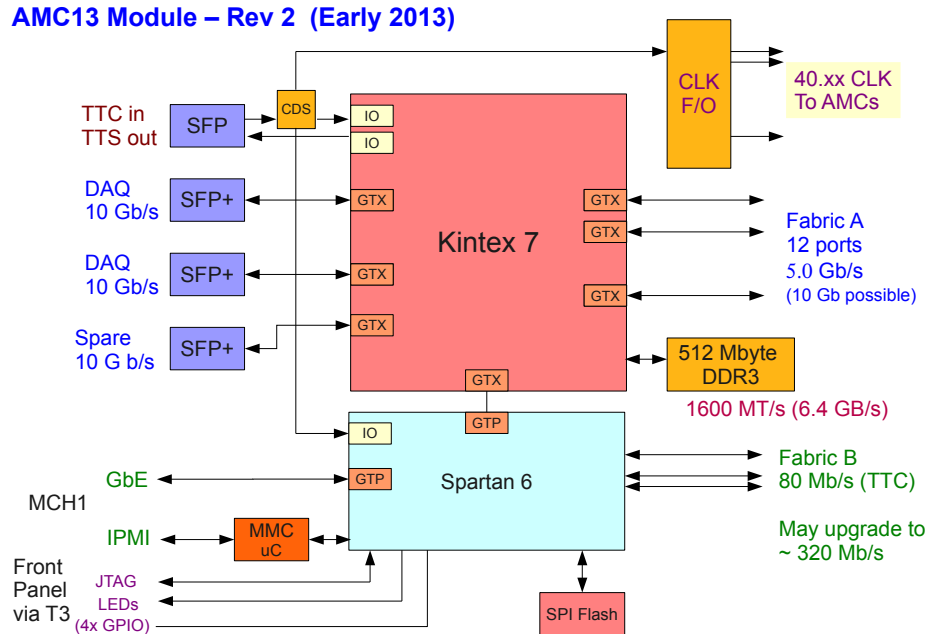 AMC13 Module – Rev 2 (Early 2013)
TTC in
TTS out
SFP
CDS
IO
IO
CLK
F/O
40.xx CLK
To AMCs
DAQ
10 Gb/s
SFP+
GTX
Kintex 7
GTX
GTX
GTX
Fabric A
12 ports
5.0 Gb/s
(10 Gb possible)
DAQ
10 Gb/s
SFP+
GTX
Spare
10 G b/s
SFP+
GTX
512 Mbyte
DDR3
1600 MT/s (6.4 GB/s)
GTX
GTP
IO
GbE
GTP
Spartan 6
Fabric B
80 Mb/s (TTC)
May upgrade to
~ 320 Mb/s
MCH1
IPMI
MMC
uC
Front
Panel
via T3
JTAG
LEDs
(4x GPIO)
SPI Flash